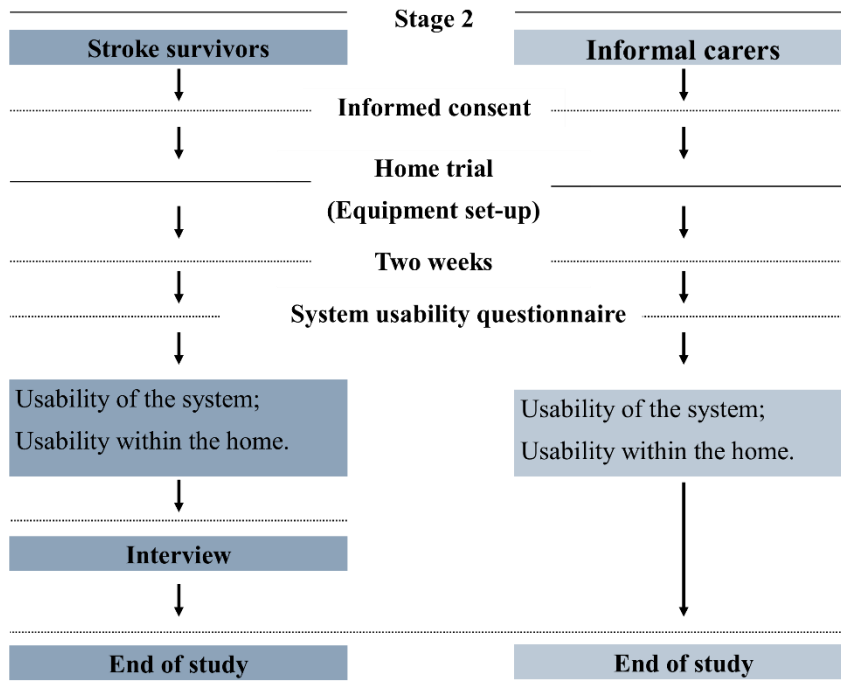 Stage 2
Stroke survivors
Informal carers
Informed consent
Home trial
(Equipment set-up)
Two weeks
System usability questionnaire
Usability of the system;
Usability within the home.
Usability of the system;
Usability within the home.
Interview
End of study
End of study